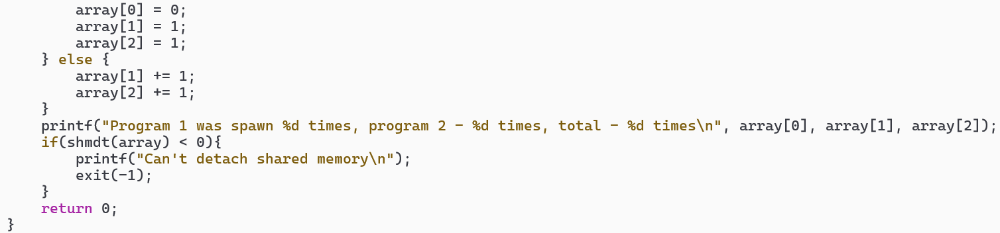 array[0] = 0;
array[1] = 1;
array[2] = 1;
} else {
array[1] += 1;
array[2] += 1;
}
printf("Program 1 was spawn %d times, program 2 - %d times, total - %d times\n", array[0], array[1], array[2]);
if(shmdt(array) < 0){
printf("Can't detach shared memory\n");
exit(-1);
}
return 0;
}